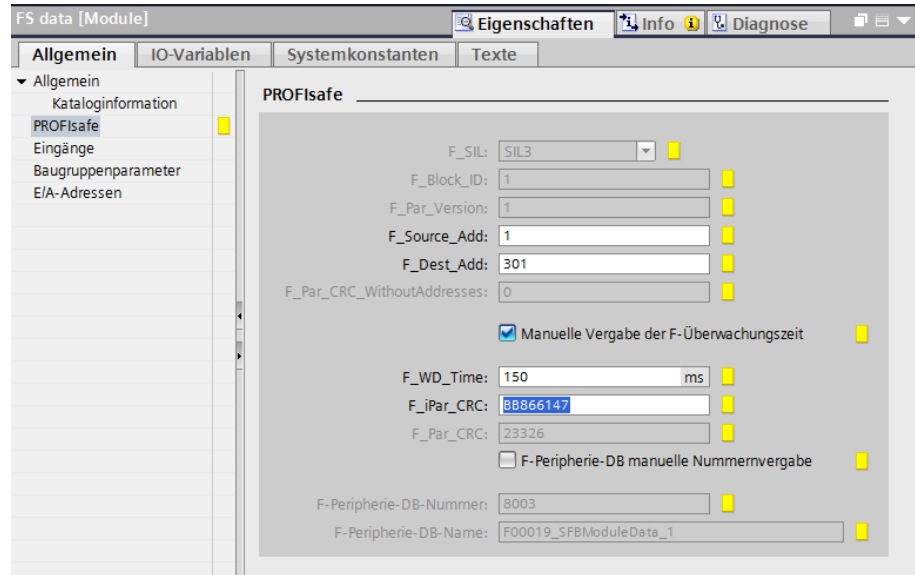 FS data [Module]
Eigenschaften
Info
Diagnose
Allgemein
IO-Variablen
Systemkonstanten
Texte
Allgemein
Kataloginformation
PROFIsafe
Eingänge
Baugruppenparameter
E/A-Adressen
PROFIsafe
F_SIL: SIL3
F_Block_ID: 1
F_Par_Version: 1
F_Source_Add: 1
F_Dest_Add: 301
F_Par_CRC_WithoutAddresses: 0
Manuelle Vergabe der F-Überwachungszeit
F_WD_Time: 150 ms
F_iPar_CRC: BB866147
F_Par_CRC: 23326
F-Peripherie-DB manuelle Nummernvergabe
F-Peripherie-DB-Nummer: 8003
F-Peripherie-DB-Name: F00019_SFBModuleData_1